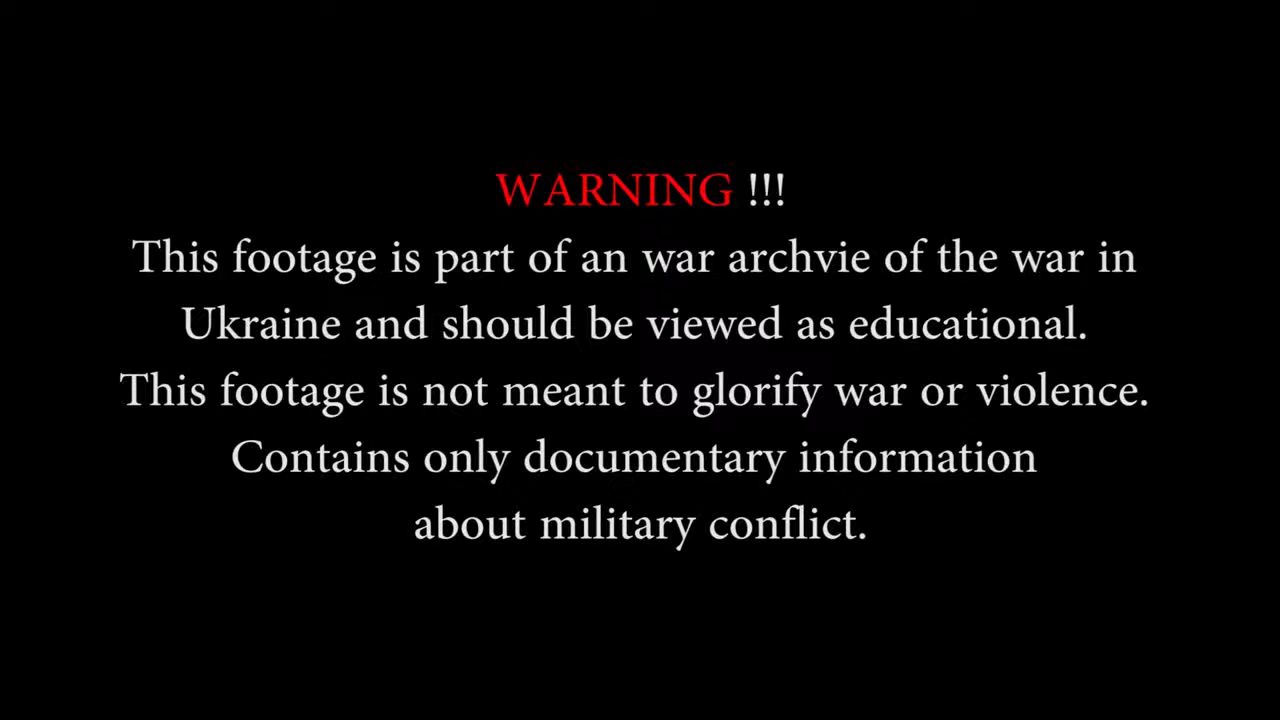 WARNING !!!
This footage is part of an war archvie of the war in
Ukraine and should be viewed as educational.
This footage is not meant to glorify war or violence.
Contains only documentary information
about military conflict.